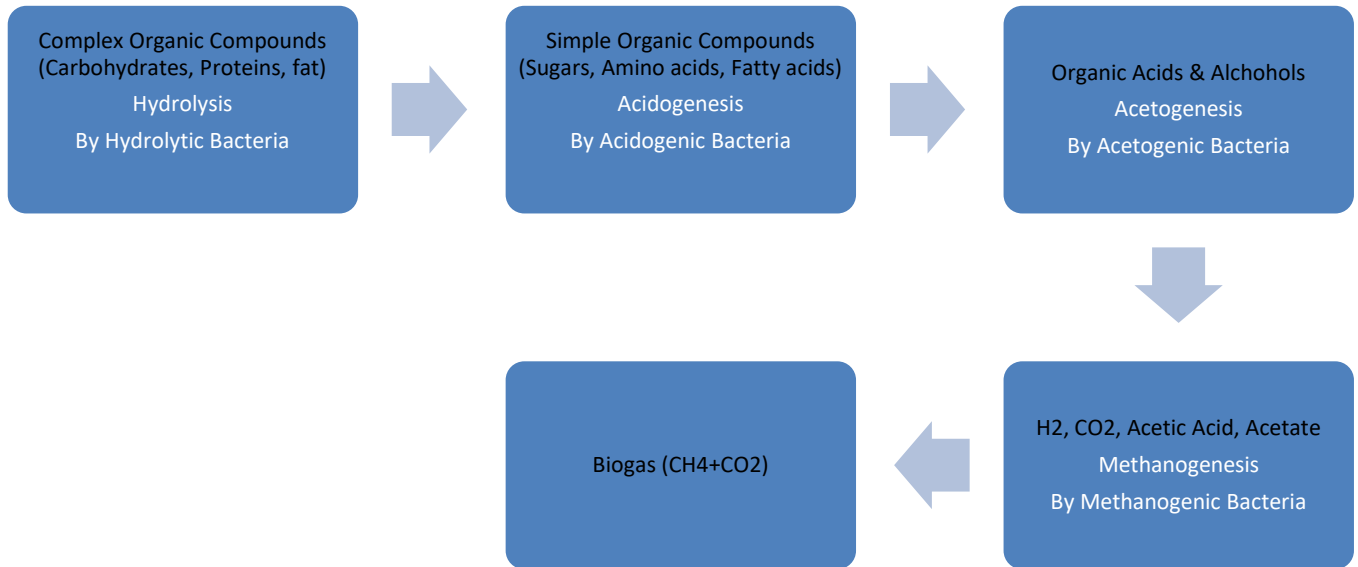 Complex Organic Compounds
(Carbohydrates, Proteins, fat)
Hydrolysis
By Hydrolytic Bacteria
Simple Organic Compounds
(Sugars, Amino acids, Fatty acids)
Acidogenesis
By Acidogenic Bacteria
Organic Acids & Alchohols
Acetogenesis
By Acetogenic Bacteria
H2, CO2, Acetic Acid, Acetate
Methanogenesis
By Methanogenic Bacteria
Biogas (CH4+CO2)